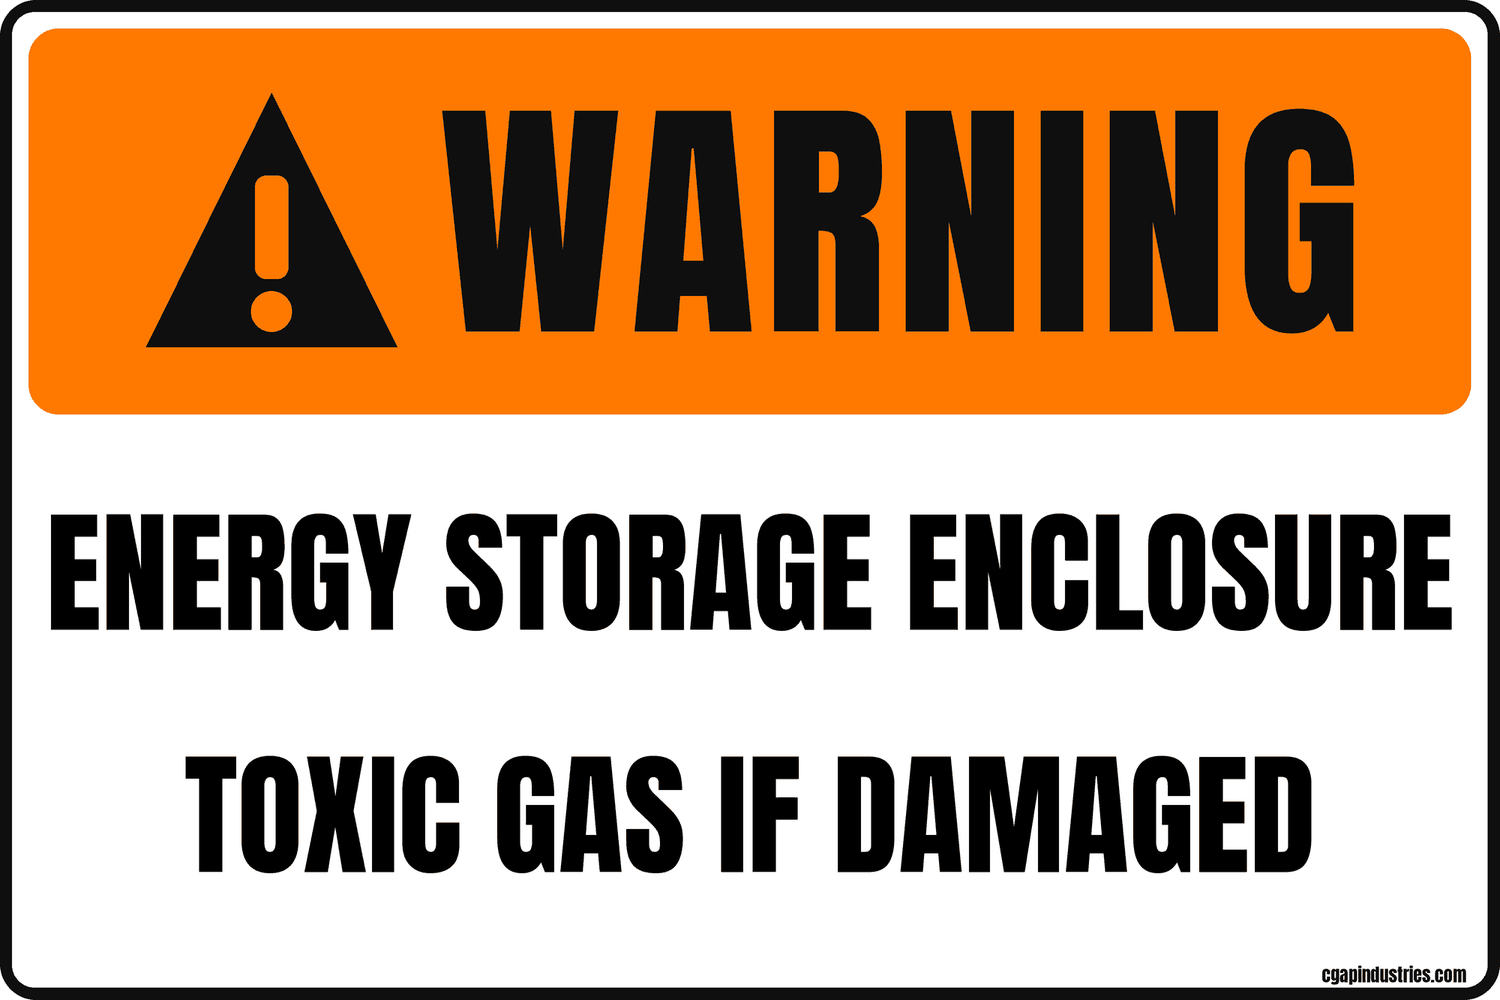 WARNING
ENERGY STORAGE ENCLOSURE
TOXIC GAS IF DAMAGED
cgapindustries.com